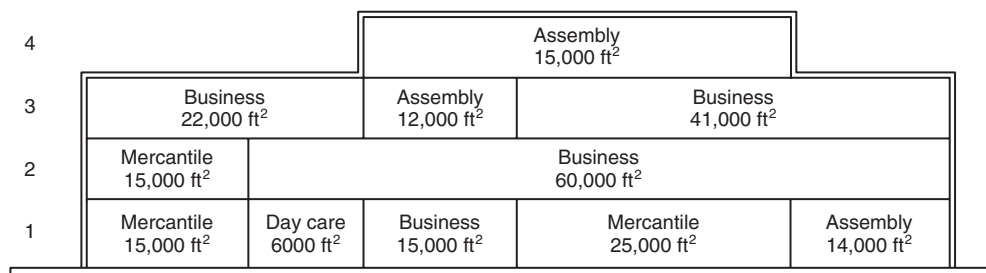 4
Assembly
15,000 ft²
3
Business
22,000 ft²
Assembly
12,000 ft²
Business
41,000 ft²
2
Mercantile
15,000 ft²
Business
60,000 ft²
1
Mercantile
15,000 ft²
Day care
6000 ft²
Business
15,000 ft²
Mercantile
25,000 ft²
Assembly
14,000 ft²